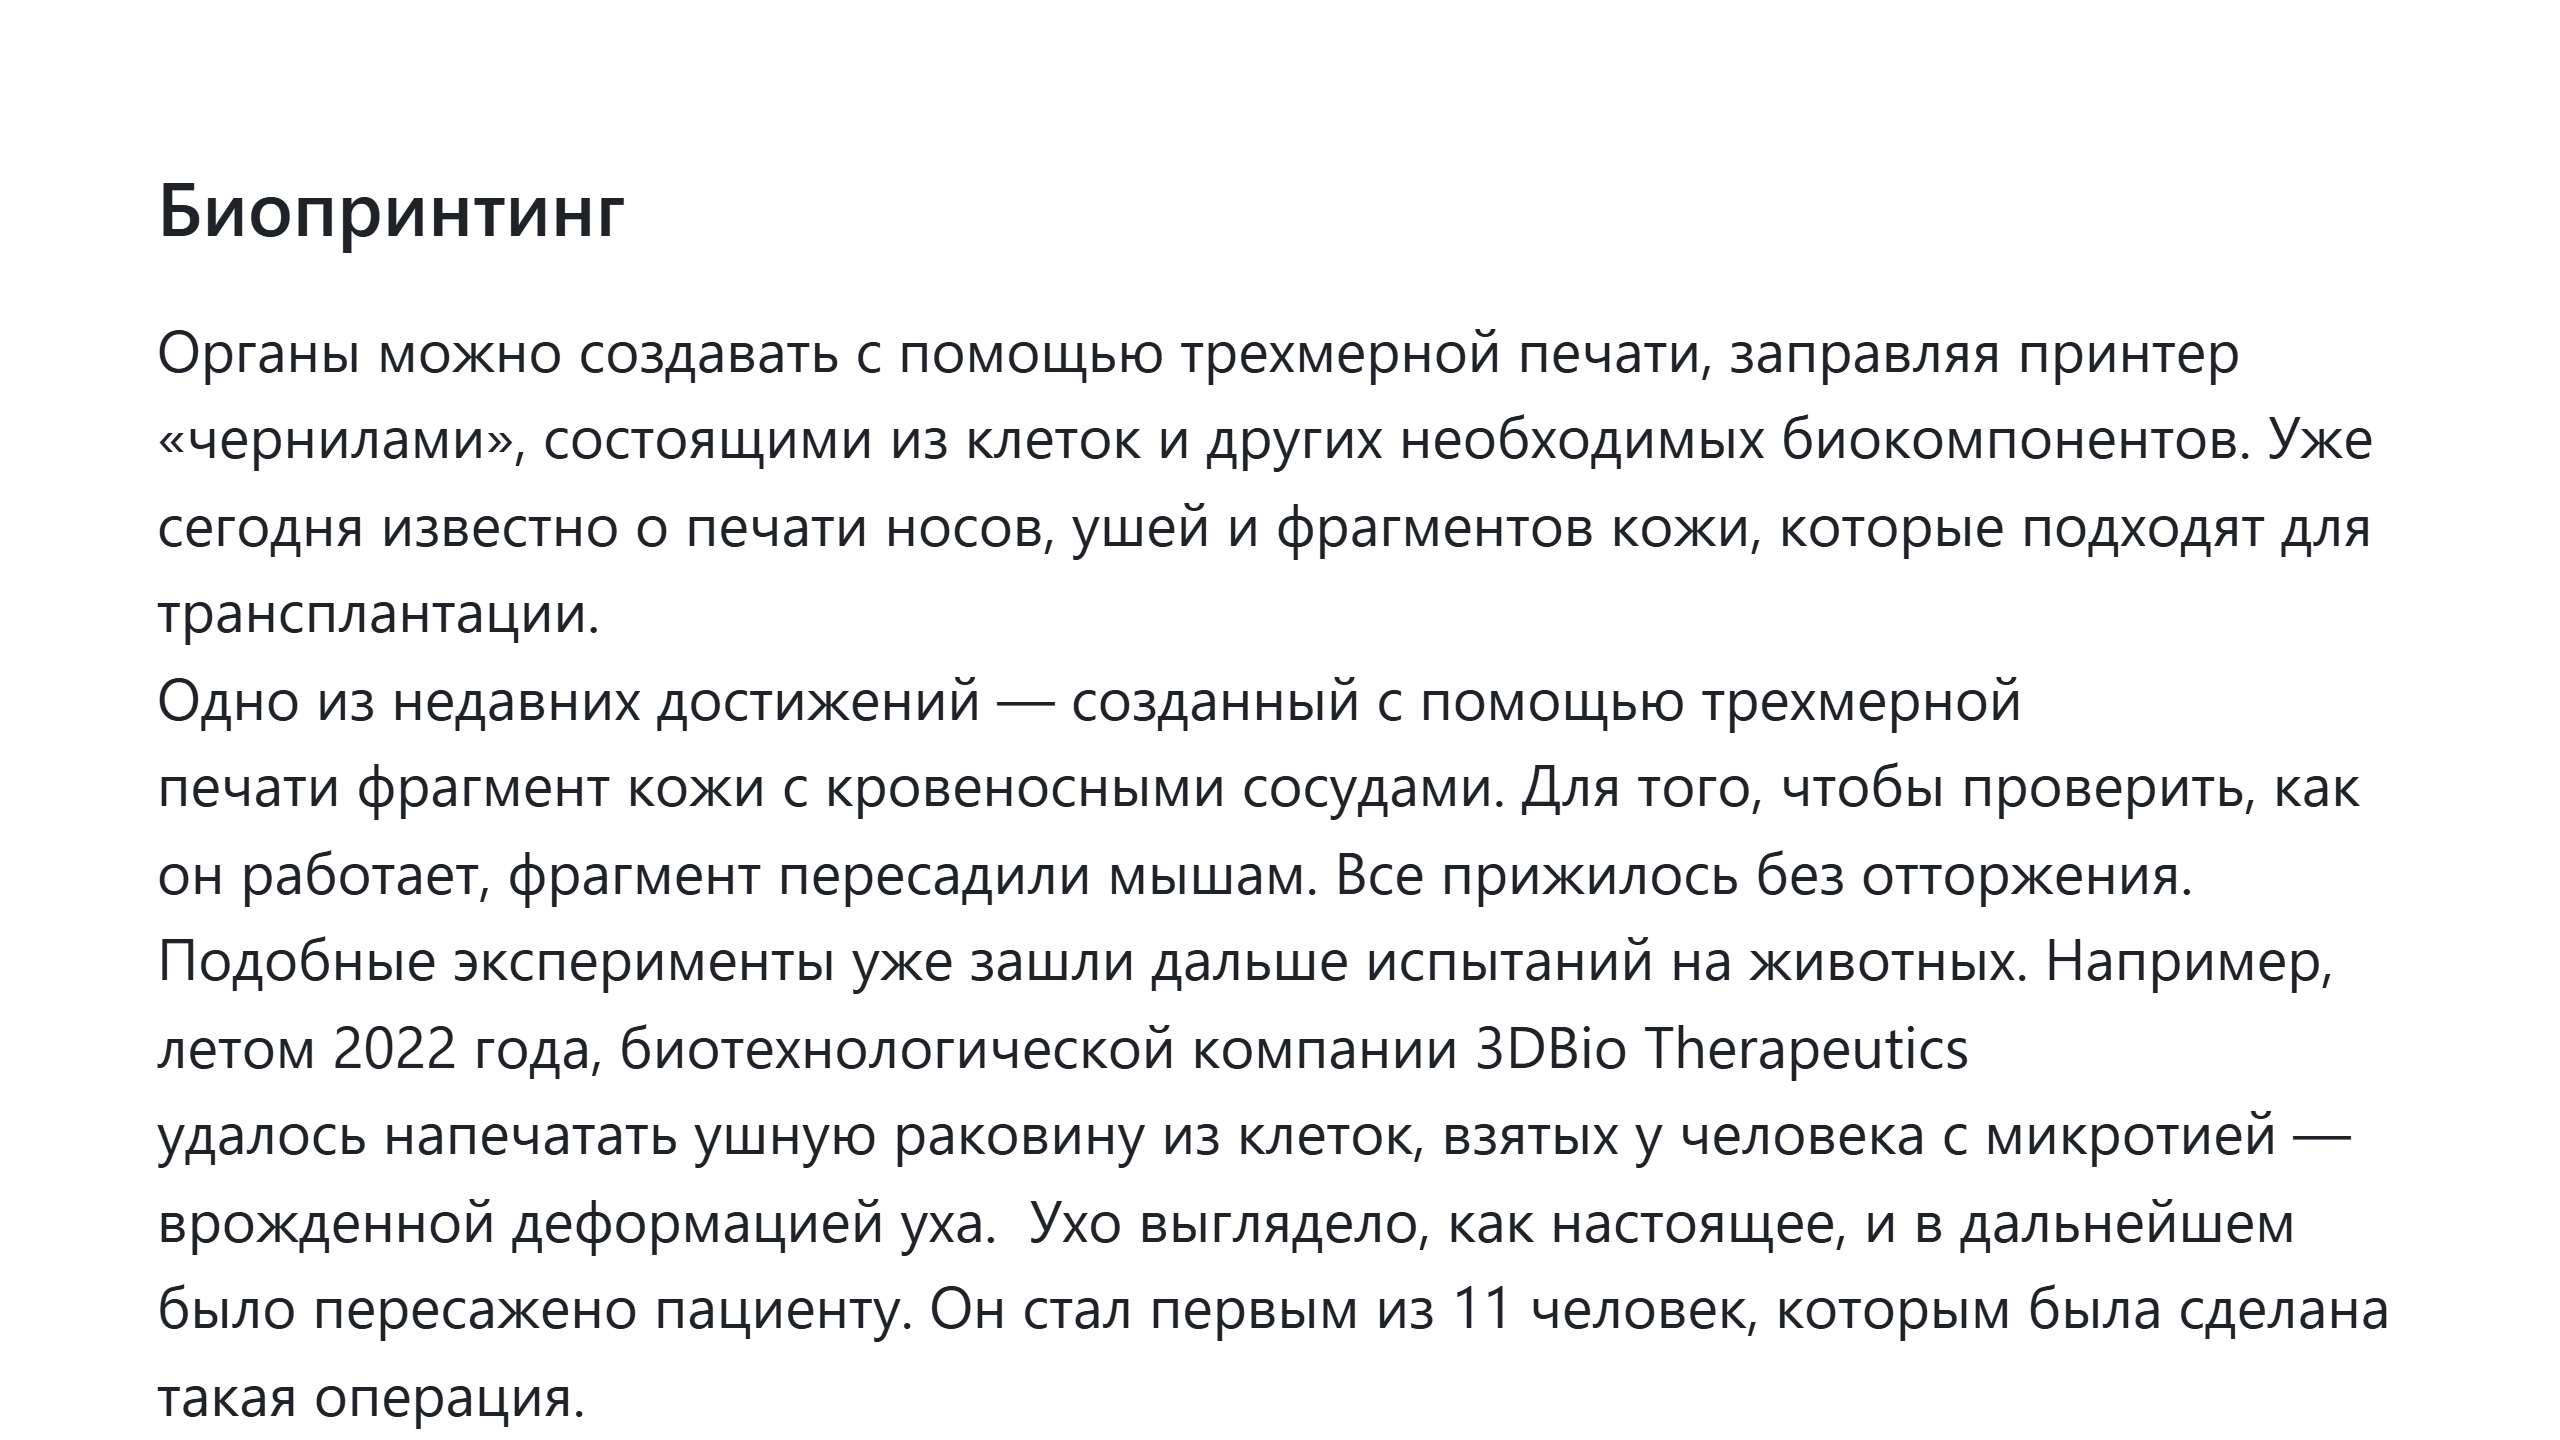 Биопринтинг
Органы можно создавать с помощью трехмерной печати, заправляя принтер
«чернилами», состоящими из клеток и других необходимых биокомпонентов. Уже
сегодня известно о печати носов, ушей и фрагментов кожи, которые подходят для
трансплантации.
Одно из недавних достижений — созданный с помощью трехмерной
печати фрагмент кожи с кровеносными сосудами. Для того, чтобы проверить, как
он работает, фрагмент пересадили мышам. Все прижилось без отторжения.
Подобные эксперименты уже зашли дальше испытаний на животных. Например,
летом 2022 года, биотехнологической компании 3DBio Therapeutics
удалось напечатать ушную раковину из клеток, взятых у человека с микротией —
врожденной деформацией уха.  Ухо выглядело, как настоящее, и в дальнейшем
было пересажено пациенту. Он стал первым из 11 человек, которым была сделана
такая операция.